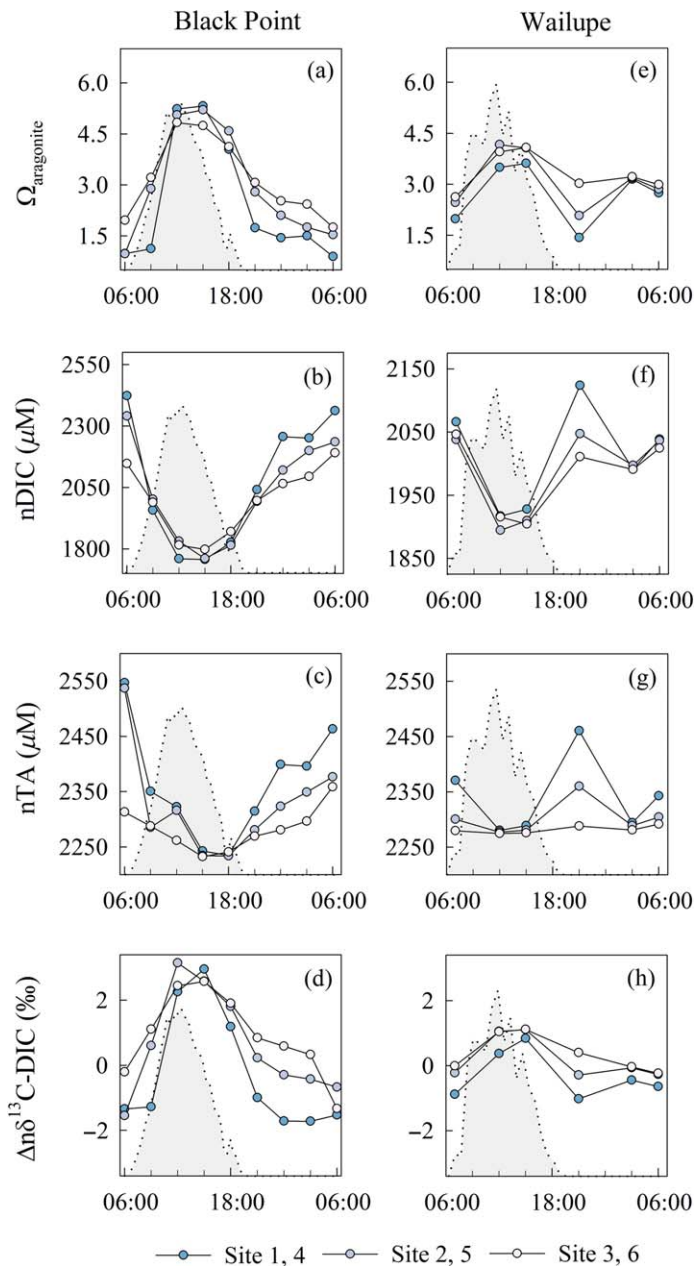 Black Point
Wailupe
(a)
(e)
Ωaragonite
6.0
4.5
3.0
1.5
6.0
4.5
3.0
1.5
06:00 18:00 06:00
06:00 18:00 06:00
(b)
(f)
nDIC (μM)
2550
2300
2050
1800
2150
2050
1950
1850
06:00 18:00 06:00
06:00 18:00 06:00
(c)
(g)
nTA (μM)
2550
2450
2350
2250
2550
2450
2350
2250
06:00 18:00 06:00
06:00 18:00 06:00
(d)
(h)
Δnδ¹³C-DIC (‰)
2
0
−2
2
0
−2
06:00 18:00 06:00
06:00 18:00 06:00
Site 1, 4 Site 2, 5 Site 3, 6